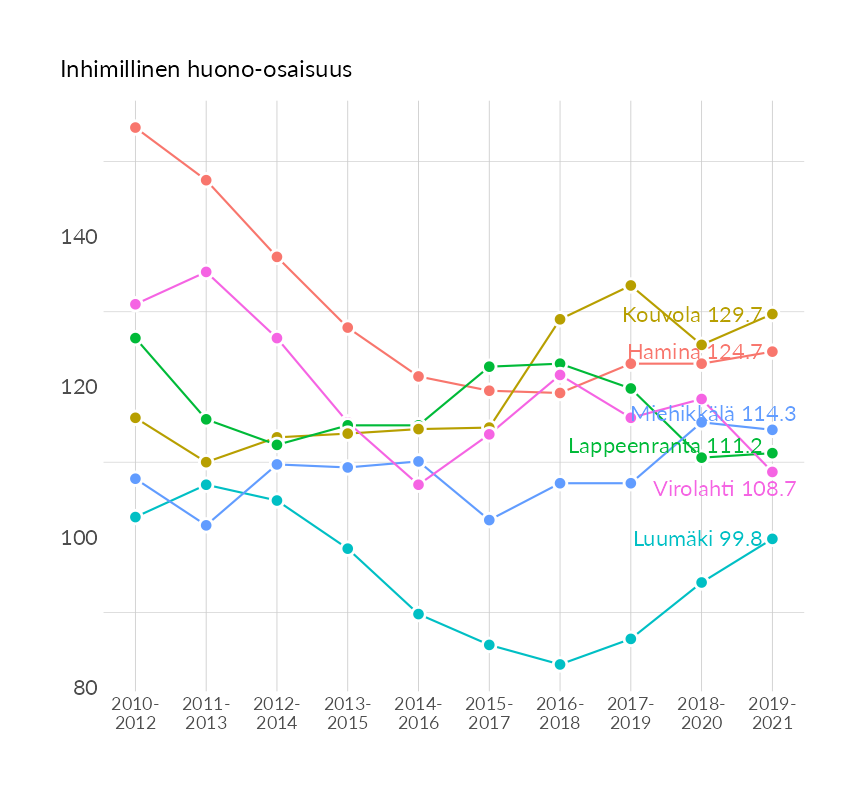 Inhimillinen huono-osaisuus
140
120
100
80
Kouvola 129.7
Hamina 124.7
Miehikkälä 114.3
Lappeenranta 111.2
Virolahti 108.7
Luumäki 99.8
2010- 2011- 2012- 2013- 2014- 2015- 2016- 2017- 2018- 2019-
2012 2013 2014 2015 2016 2017 2018 2019 2020 2021